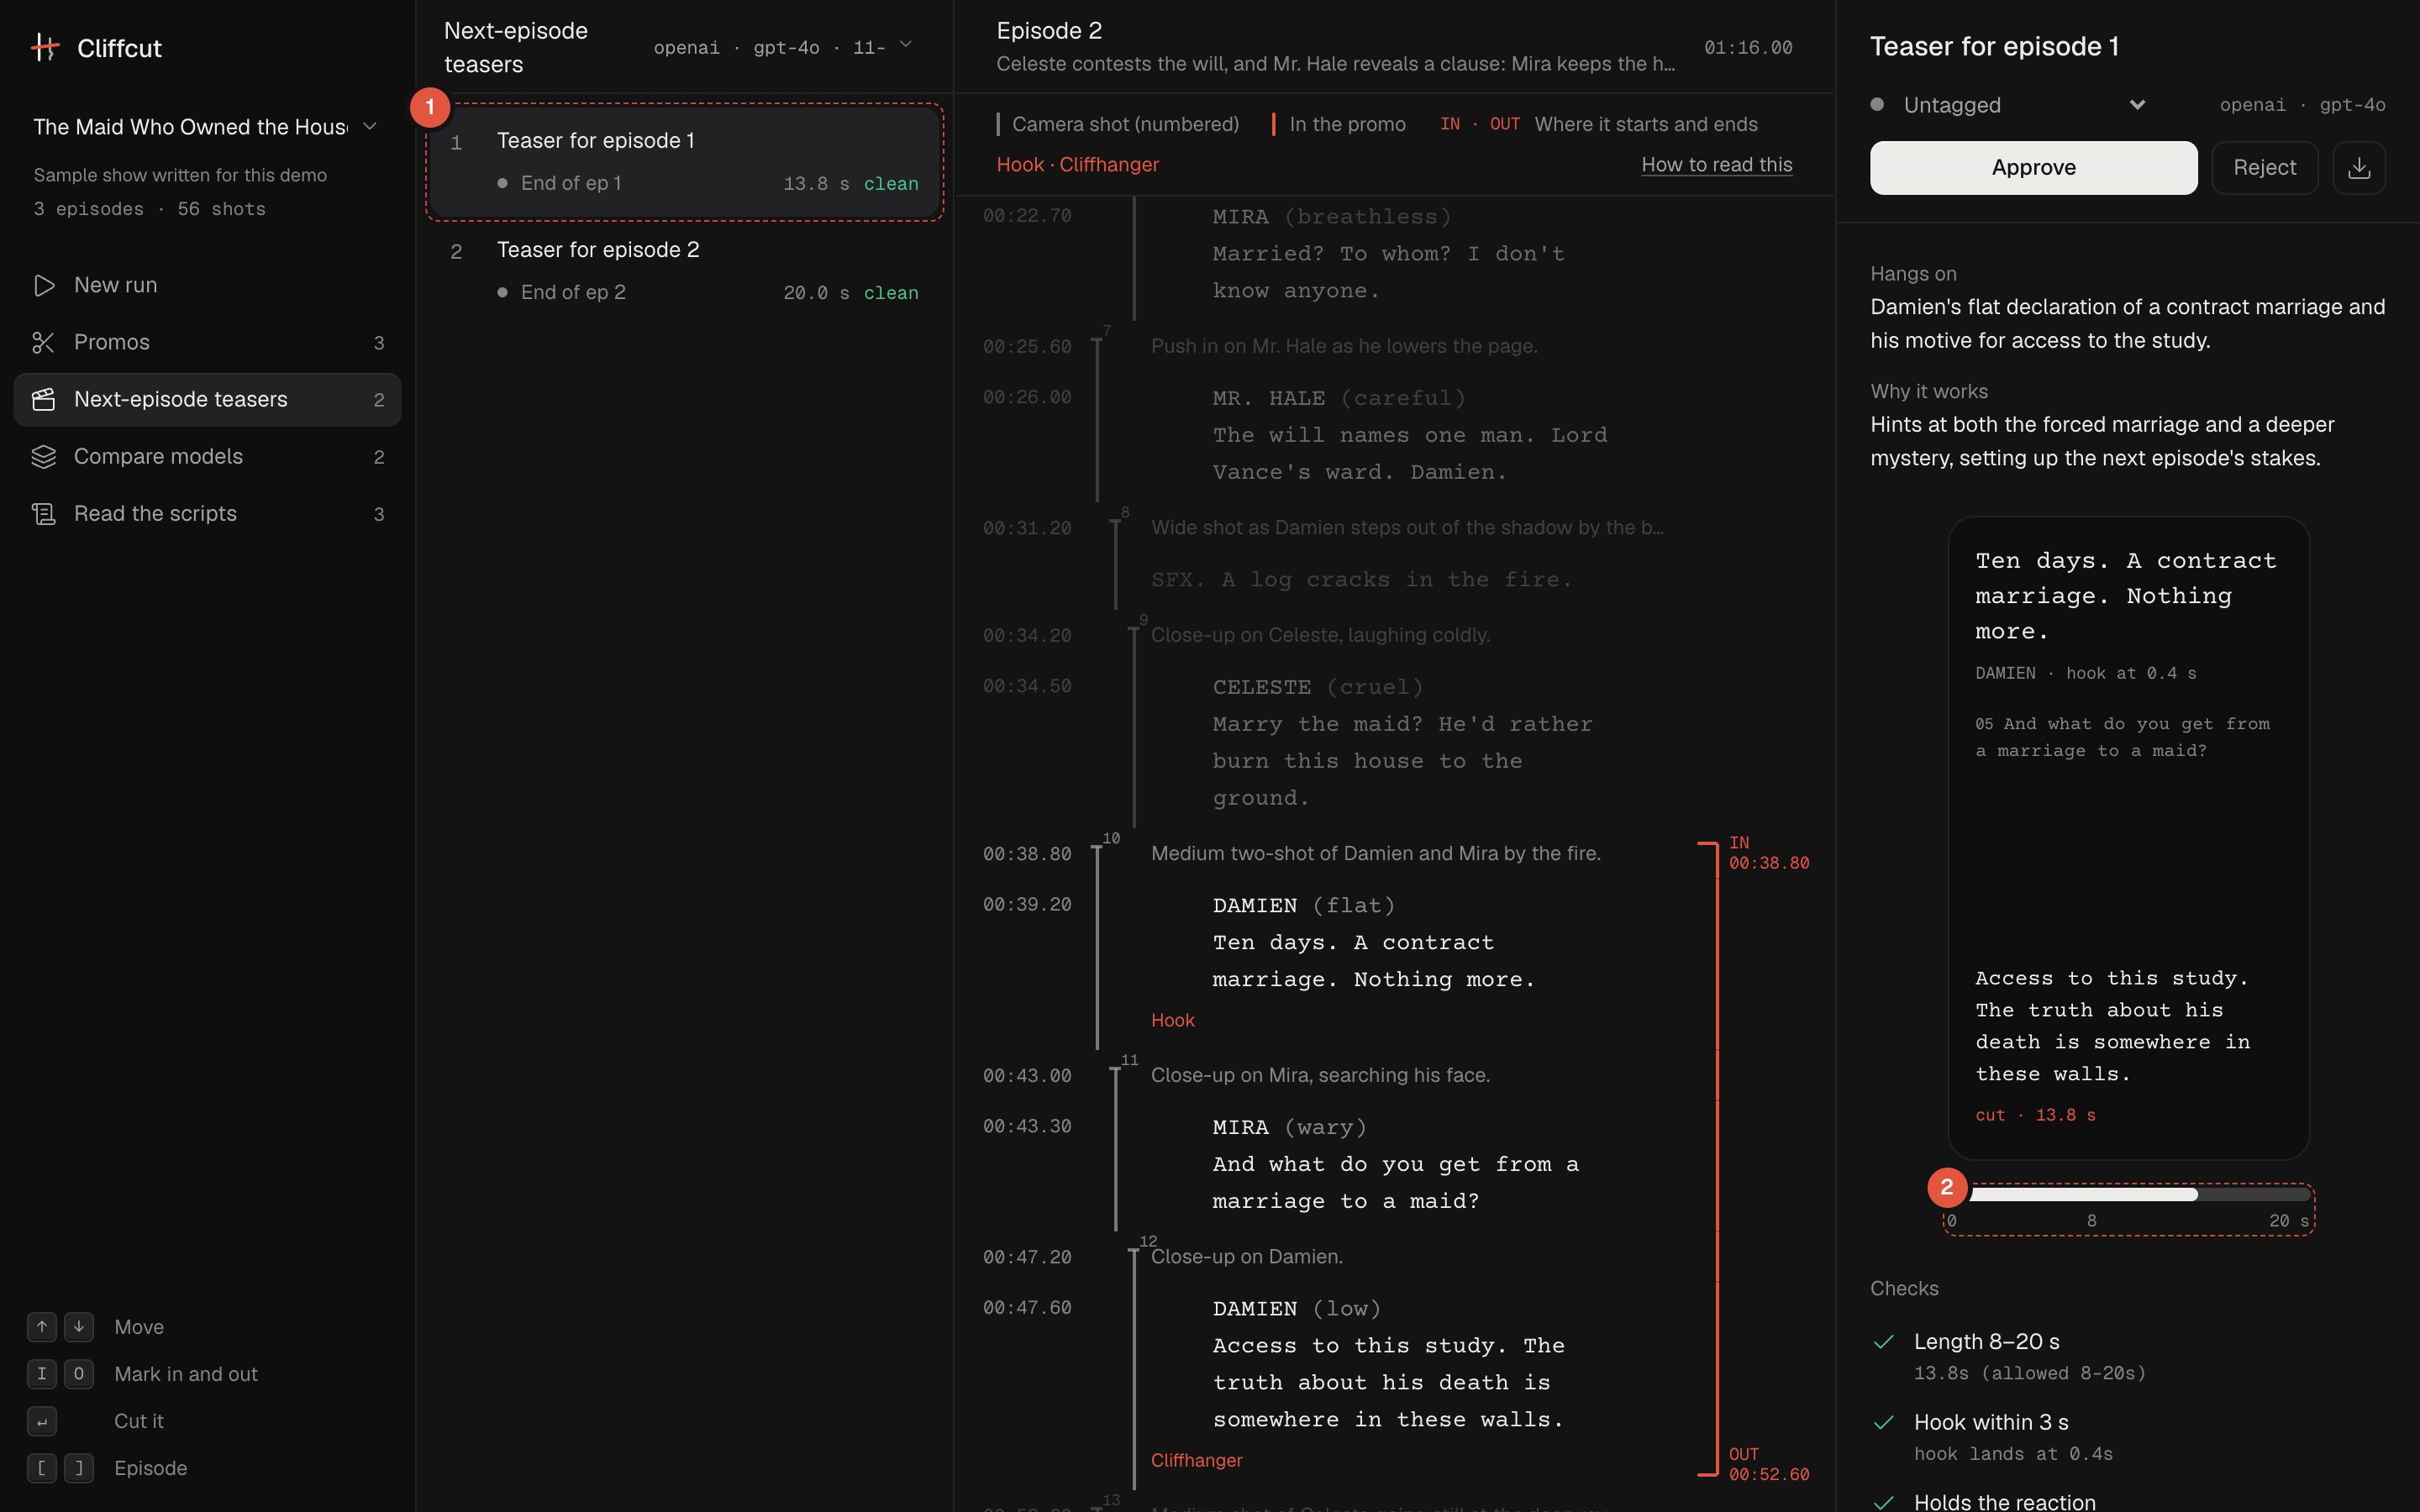 Cliffcut
The Maid Who Owned the Hous
Sample show written for this demo
3 episodes · 56 shots
New run
Promos 3
Next-episode teasers 2
Compare models 2
Read the scripts 3
↑ ↓ Move
I O Mark in and out
↵ Cut it
[ ] Episode
Next-episode
teasers
openai · gpt-4o · 11-
1
1 Teaser for episode 1
End of ep 1 13.8 s clean
2 Teaser for episode 2
End of ep 2 20.0 s clean
Episode 2
Celeste contests the will, and Mr. Hale reveals a clause: Mira keeps the h…
01:16.00
Camera shot (numbered) In the promo IN · OUT Where it starts and ends
Hook · Cliffhanger How to read this
00:22.70 MIRA (breathless)
Married? To whom? I don't
know anyone.
7
00:25.60 Push in on Mr. Hale as he lowers the page.
00:26.00 MR. HALE (careful)
The will names one man. Lord
Vance's ward. Damien.
8
00:31.20 Wide shot as Damien steps out of the shadow by the b…
SFX. A log cracks in the fire.
9
00:34.20 Close-up on Celeste, laughing coldly.
00:34.50 CELESTE (cruel)
Marry the maid? He'd rather
burn this house to the
ground.
10
00:38.80 Medium two-shot of Damien and Mira by the fire.
IN
00:38.80
00:39.20 DAMIEN (flat)
Ten days. A contract
marriage. Nothing more.
Hook
11
00:43.00 Close-up on Mira, searching his face.
00:43.30 MIRA (wary)
And what do you get from a
marriage to a maid?
12
00:47.20 Close-up on Damien.
00:47.60 DAMIEN (low)
Access to this study. The
truth about his death is
somewhere in these walls.
Cliffhanger
OUT
00:52.60
13
Teaser for episode 1
Untagged openai · gpt-4o
Approve Reject
Hangs on
Damien's flat declaration of a contract marriage and
his motive for access to the study.
Why it works
Hints at both the forced marriage and a deeper
mystery, setting up the next episode's stakes.
Ten days. A contract
marriage. Nothing
more.
DAMIEN · hook at 0.4 s
05 And what do you get from
a marriage to a maid?
Access to this study.
The truth about his
death is somewhere in
these walls.
cut · 13.8 s
2
0 8 20 s
Checks
Length 8–20 s
13.8s (allowed 8-20s)
Hook within 3 s
hook lands at 0.4s
Holds the reaction